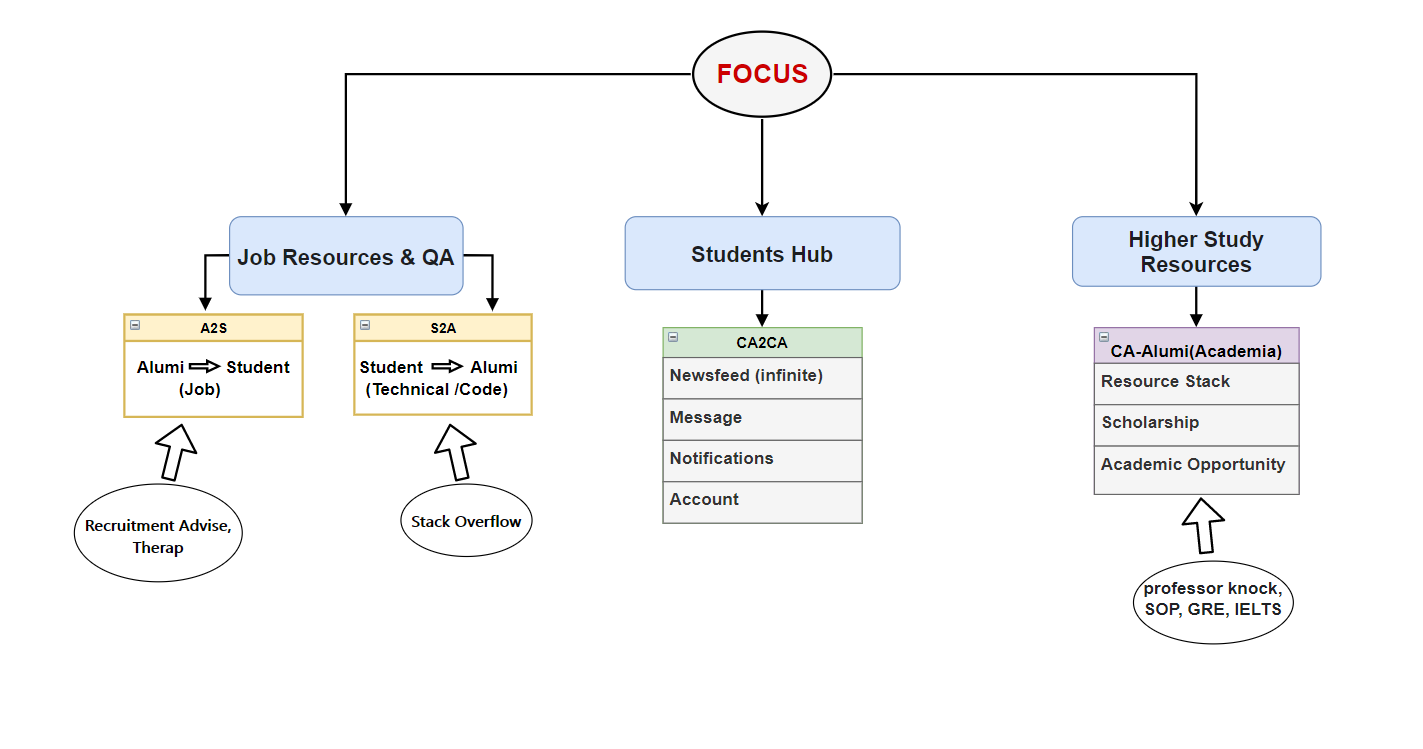 FOCUS
Job Resources & QA
Students Hub
Higher Study
Resources
A2S
Alumi Student
(Job)
S2A
Student Alumi
(Technical /Code)
CA2CA
Newsfeed (infinite)
Message
Notifications
Account
CA-Alumi(Academia)
Resource Stack
Scholarship
Academic Opportunity
Recruitment Advise,
Therap
Stack Overflow
professor knock,
SOP, GRE, IELTS